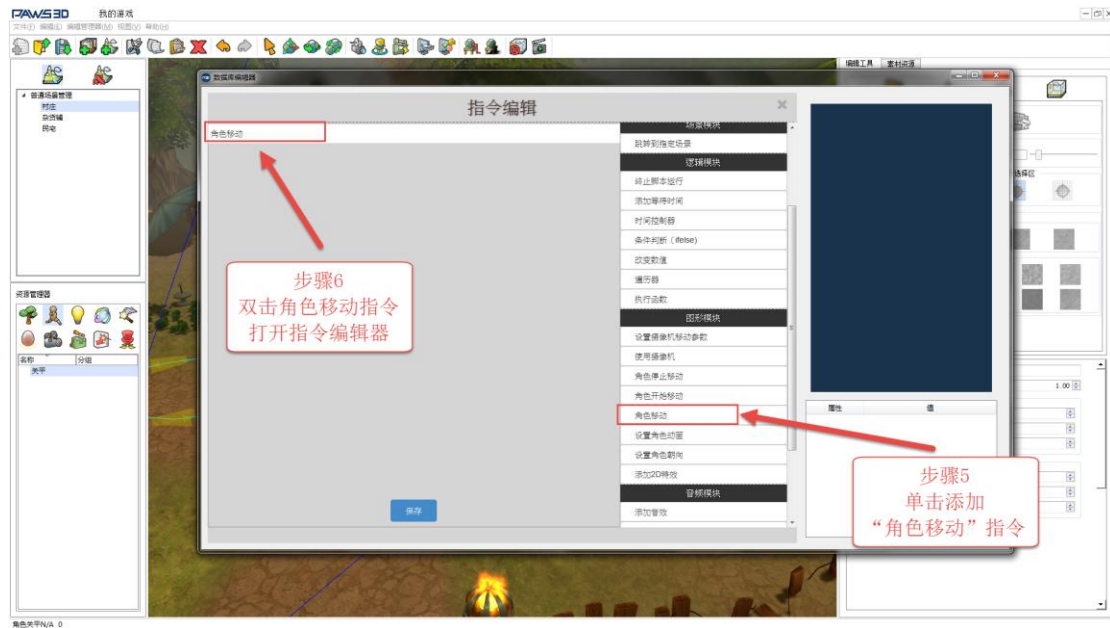 PAWS3D 我的游戏
文件(F) 编辑(E) 编辑管理器(M) 视图(V) 帮助(H)
编辑工具 素材资源
数据库编辑器
普通场景管理
村庄
杂货铺
民宅
指令编辑
角色移动
场景模块
跳转到指定场景
逻辑模块
终止脚本运行
添加等待时间
时间控制器
条件判断（ifelse)
改变数值
遍历器
执行函数
图形模块
设置摄像机移动参数
使用摄像机
角色停止移动
角色开始移动
角色移动
设置角色动画
设置角色朝向
添加2D特效
音频模块
添加音效
保存
步骤6
双击角色移动指令
打开指令编辑器
步骤5
单击添加
“角色移动”指令
属性 值
选择区
1.00
资源管理器
名称 分组
关平
角色关平N/A 0